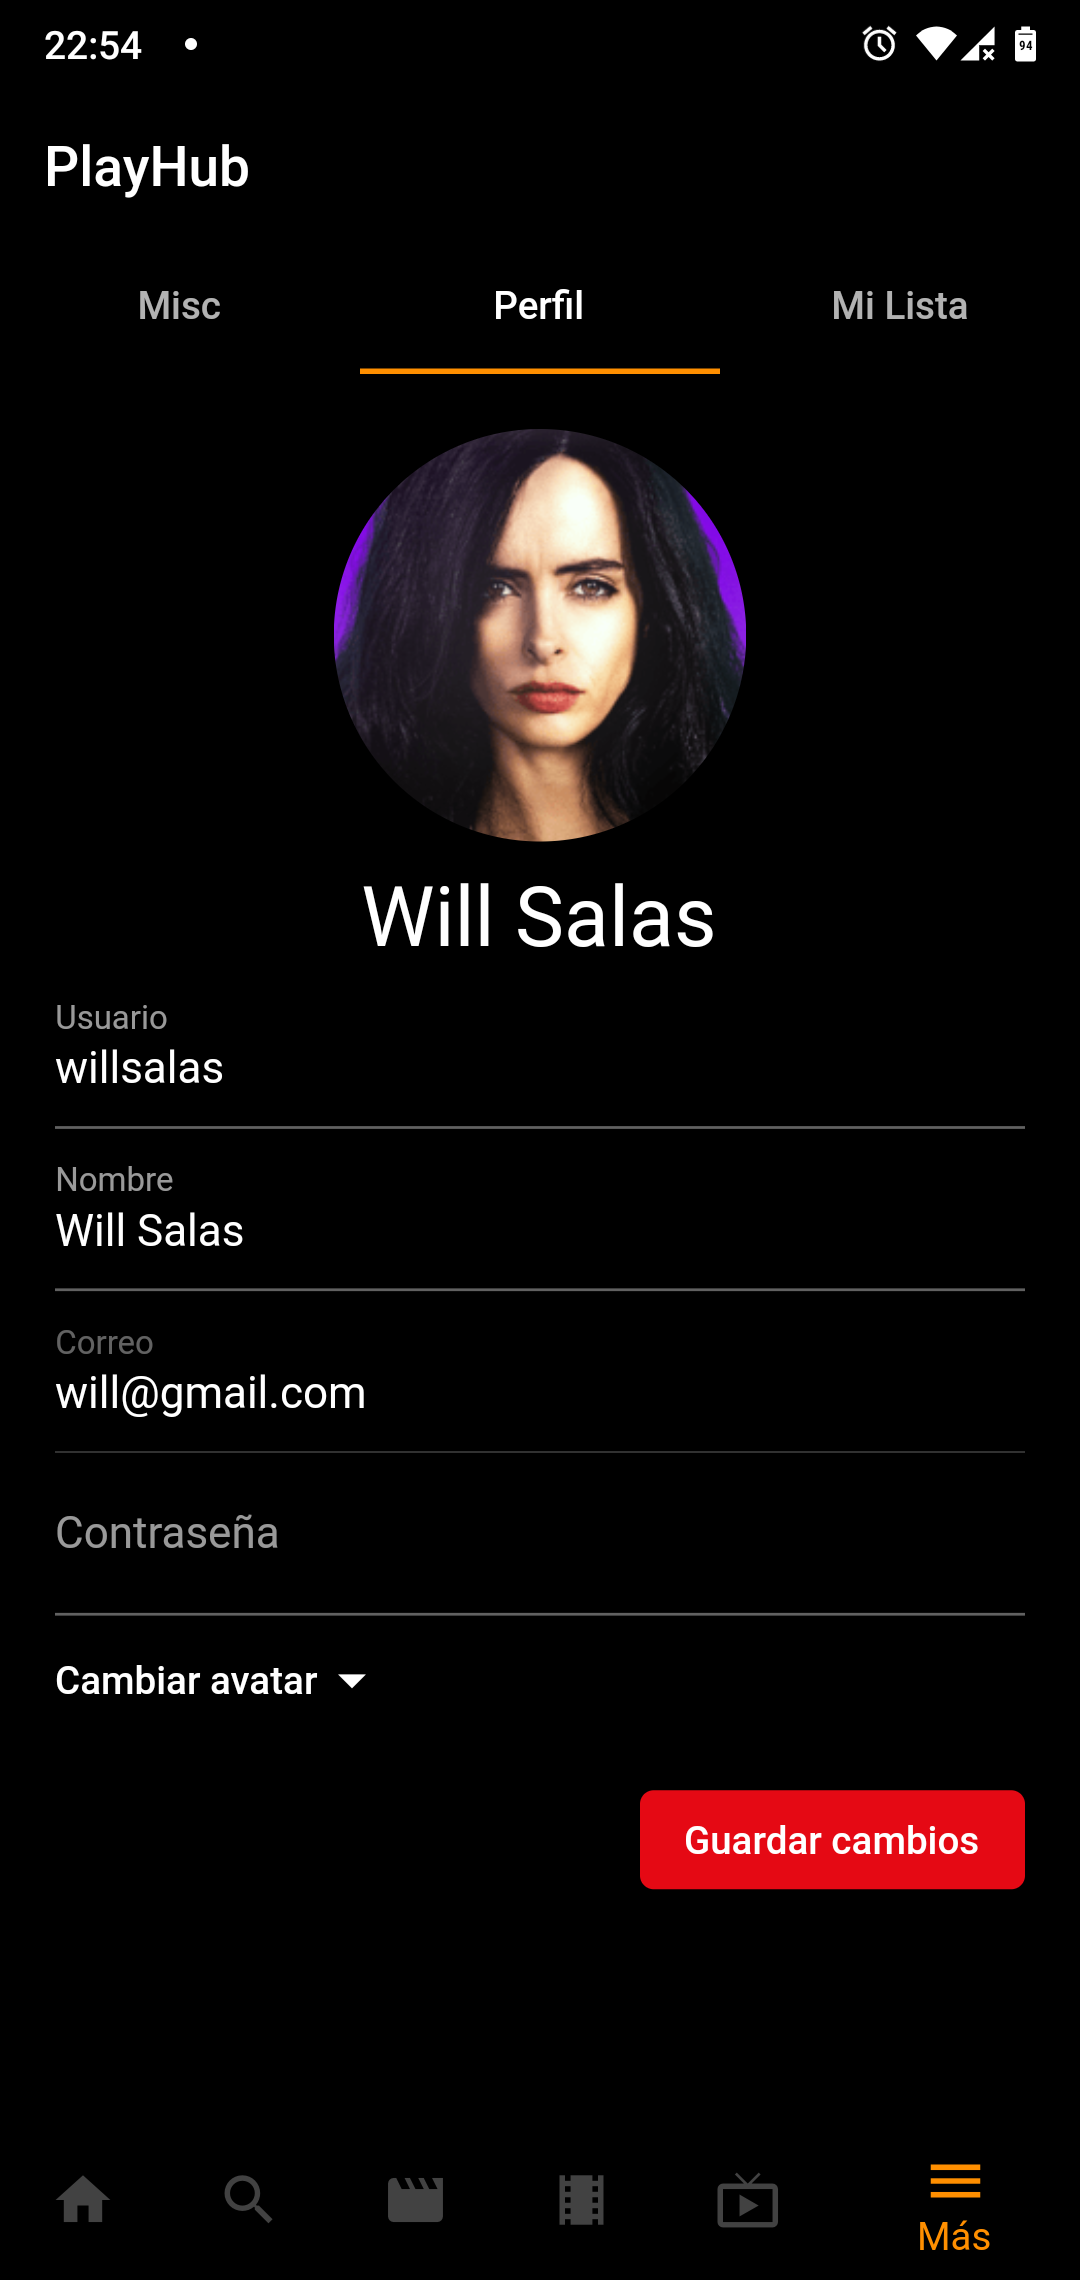 22:54
94
PlayHub
Misc
Perfil
Mi Lista
Will Salas
Usuario
willsalas
Nombre
Will Salas
Correo
will@gmail.com
Contraseña
Cambiar avatar
Guardar cambios
Más